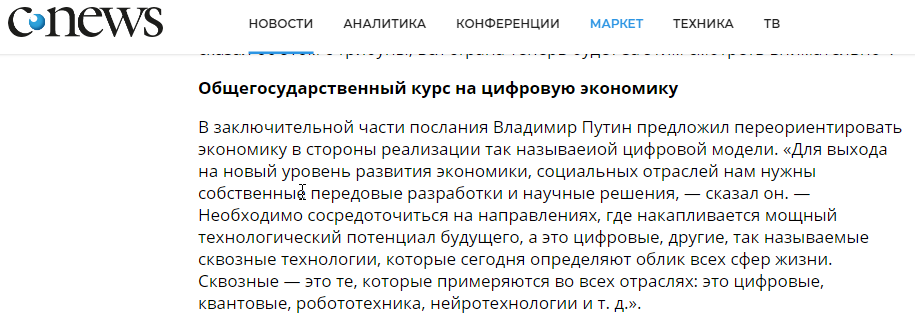 cnews
НОВОСТИ АНАЛИТИКА КОНФЕРЕНЦИИ МАРКЕТ ТЕХНИКА ТВ
Общегосударственный курс на цифровую экономику
В заключительной части послания Владимир Путин предложил переориентировать
экономику в стороны реализации так называеиой цифровой модели. «Для выхода
на новый уровень развития экономики, социальных отраслей нам нужны
собственные передовые разработки и научные решения, — сказал он. —
Необходимо сосредоточиться на направлениях, где накапливается мощный
технологический потенциал будущего, а это цифровые, другие, так называемые
сквозные технологии, которые сегодня определяют облик всех сфер жизни.
Сквозные — это те, которые примеряются во всех отраслях: это цифровые,
квантовые, робототехника, нейротехнологии и т. д.».